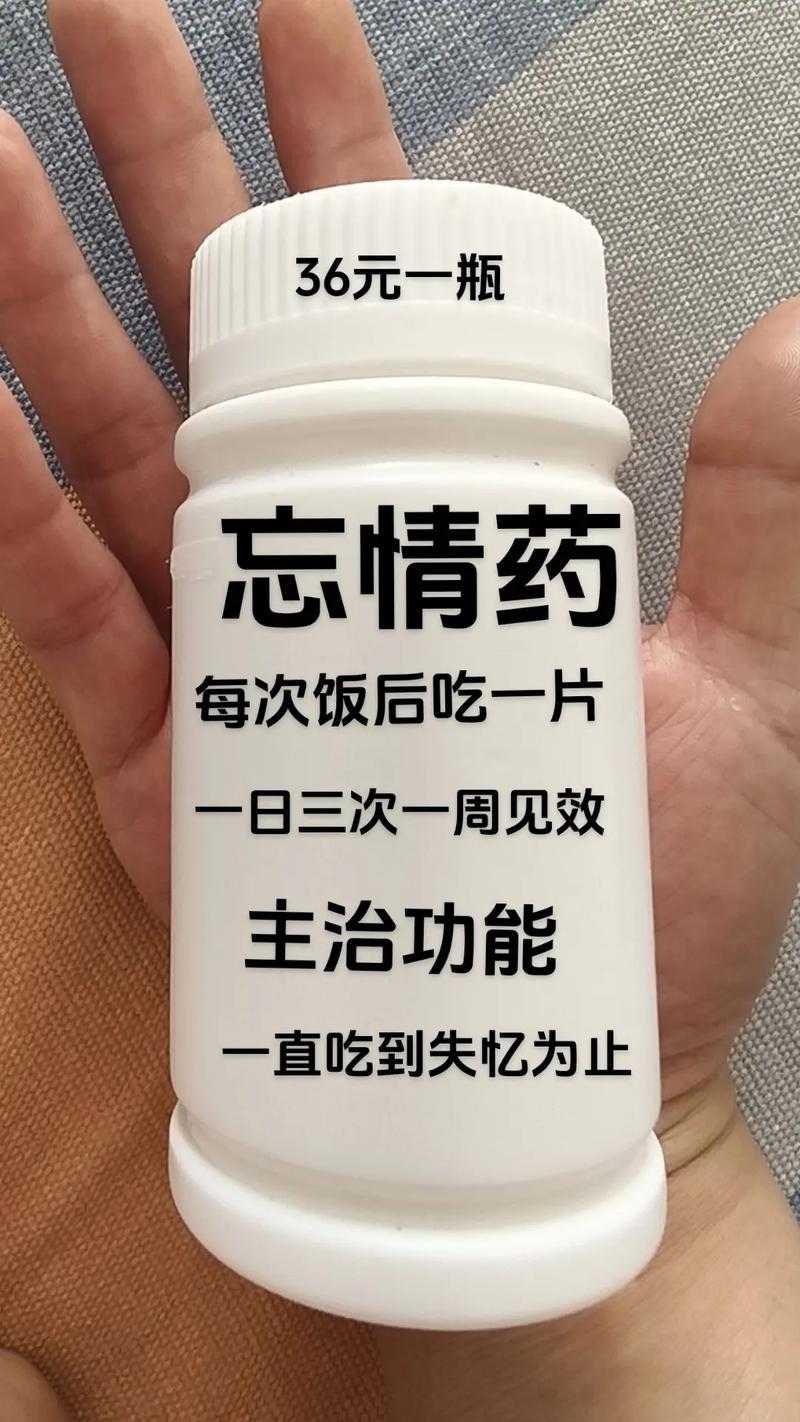 36元一瓶
忘情药
每次饭后吃一片
一日三次一周见效
主治功能
一直吃到失忆为止